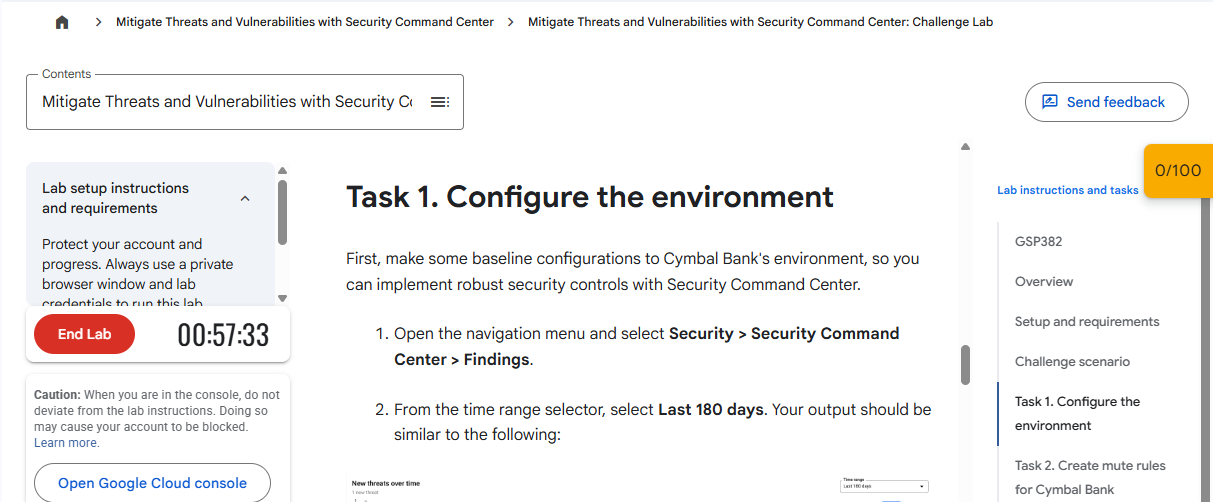 Mitigate Threats and Vulnerabilities with Security Command Center > Mitigate Threats and Vulnerabilities with Security Command Center: Challenge Lab
Contents
Mitigate Threats and Vulnerabilities with Security Cc
Send feedback
0/100
Lab setup instructions
and requirements
Protect your account and
progress. Always use a private
browser window and lab
credentials to run this lab
End Lab
00:57:33
Caution: When you are in the console, do not
deviate from the lab instructions. Doing so
may cause your account to be blocked.
Learn more.
Open Google Cloud console
Task 1. Configure the environment
First, make some baseline configurations to Cymbal Bank's environment, so you
can implement robust security controls with Security Command Center.
1. Open the navigation menu and select Security > Security Command
Center > Findings.
2. From the time range selector, select Last 180 days. Your output should be
similar to the following:
New threats over time
1 new threat
Time range
Last 180 days
Lab instructions and tasks
GSP382
Overview
Setup and requirements
Challenge scenario
Task 1. Configure the
environment
Task 2. Create mute rules
for Cymbal Bank